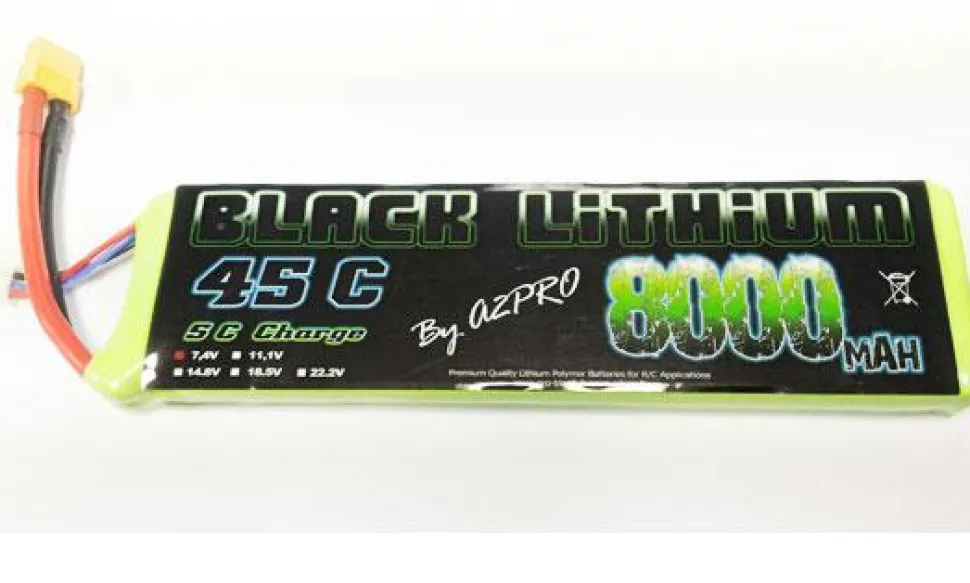 BLACK LiTHiUM
45 C
5 C Charge
By AZPRO
8000 MAH
7,4V 11,1V
14.8V 18.5V 22.2V
Premium Quality Lithium Polymer Batteries for R/C Applications